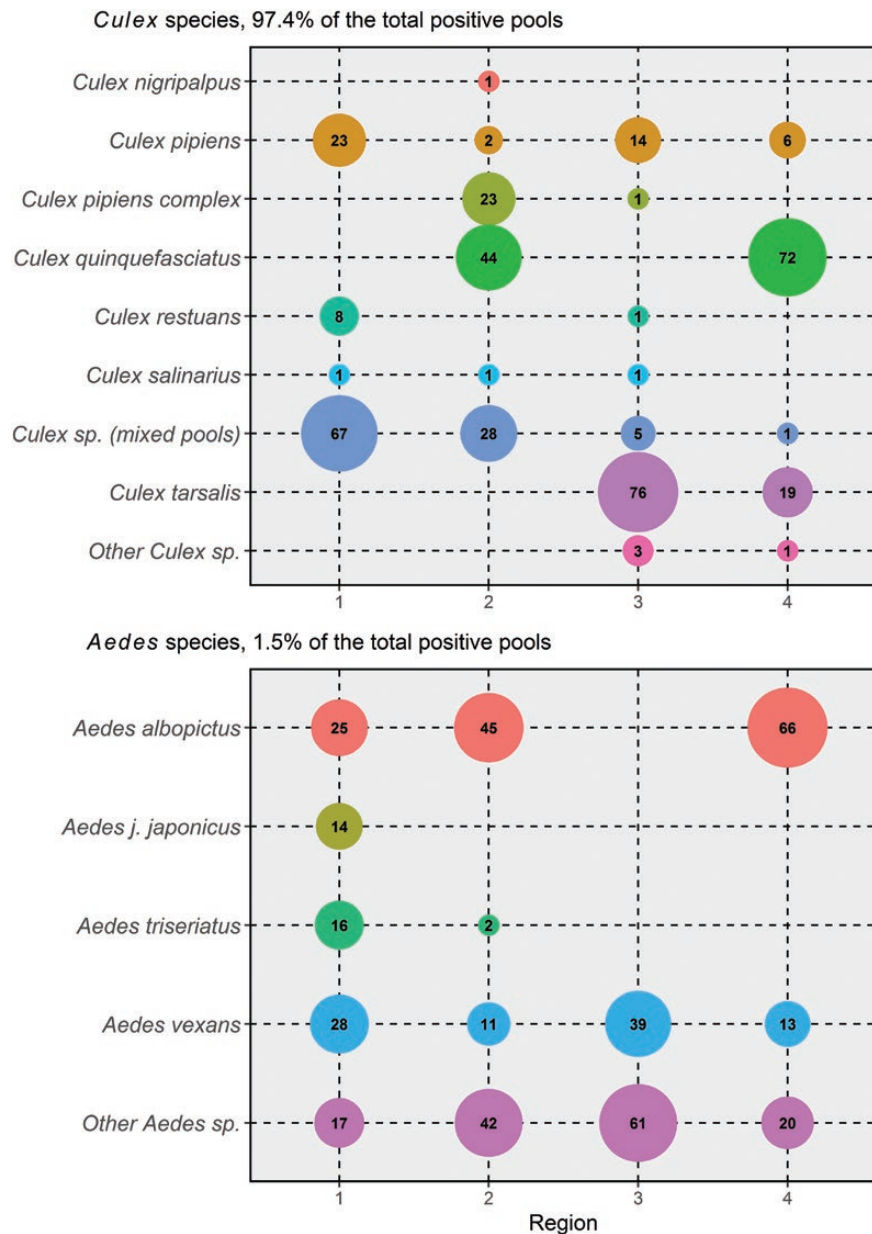 Culex species, 97.4% of the total positive pools
Culex nigripalpus 1
Culex pipiens 23 2 14 6
Culex pipiens complex 23 1
Culex quinquefasciatus 44 72
Culex restuans 8 1
Culex salinarius 1 1 1
Culex sp. (mixed pools) 67 28 5 1
Culex tarsalis 76 19
Other Culex sp. 3 1
1 2 3 4
Aedes species, 1.5% of the total positive pools
Aedes albopictus 25 45 66
Aedes j. japonicus 14
Aedes triseriatus 16 2
Aedes vexans 28 11 39 13
Other Aedes sp. 17 42 61 20
1 2 3 4
Region